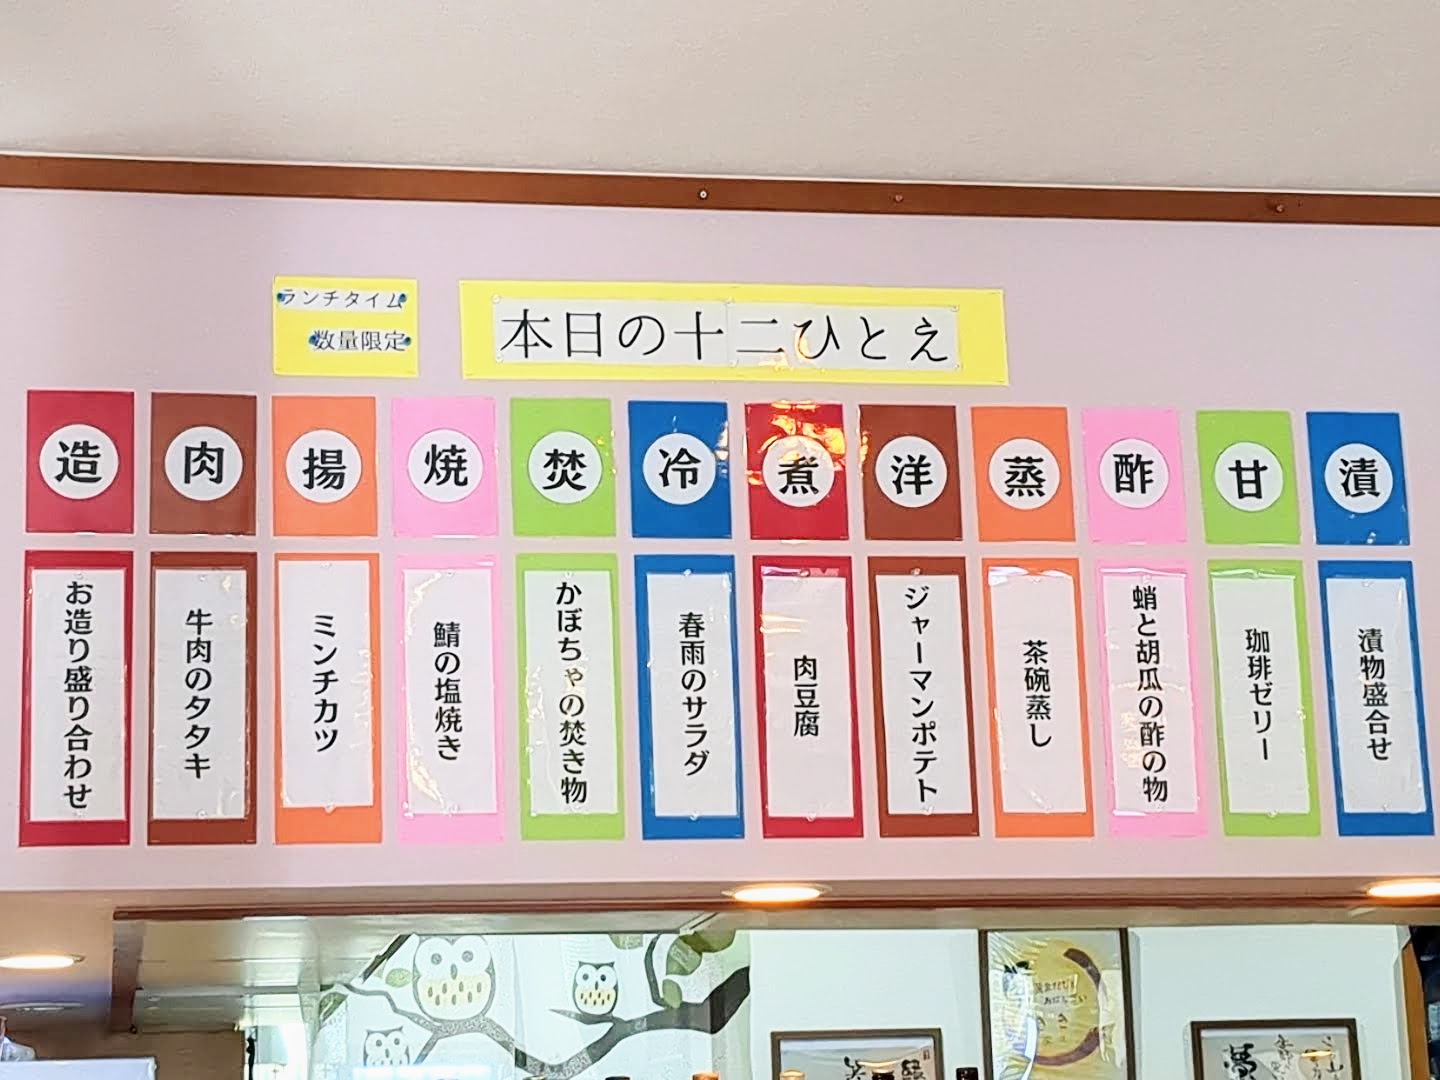 ランチタイム
数量限定
本日の十二ひとえ
造
肉
揚
焼
焚
冷
煮
洋
蒸
酢
甘
漬
お造り盛り合わせ
牛肉のタタキ
ミンチカツ
鯖の塩焼き
かぼちゃの焚き物
春雨のサラダ
肉豆腐
ジャーマンポテト
茶碗蒸し
蛸と胡瓜の酢の物
珈琲ゼリー
漬物盛合せ